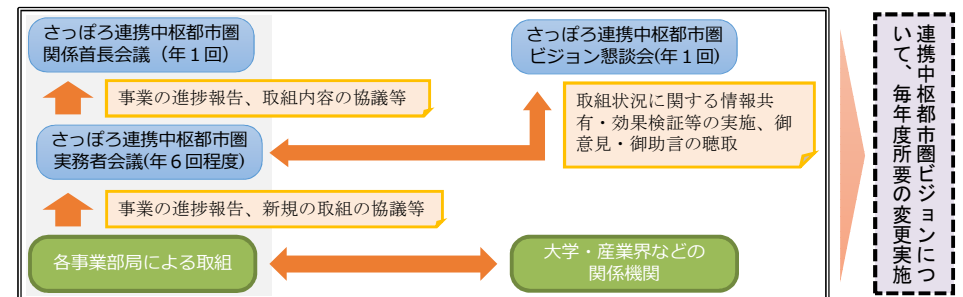 さっぽろ連携中枢都市圏
関係首長会議（年１回）
さっぽろ連携中枢都市圏
ビジョン懇談会(年１回)
事業の進捗報告、取組内容の協議等
取組状況に関する情報共
有・効果検証等の実施、御
意見・御助言の聴取
さっぽろ連携中枢都市圏
実務者会議(年６回程度)
事業の進捗報告、新規の取組の協議等
各事業部局による取組
大学・産業界などの
関係機関
連携中枢都市圏ビジョンにつ
いて、毎年度所要の変更実施